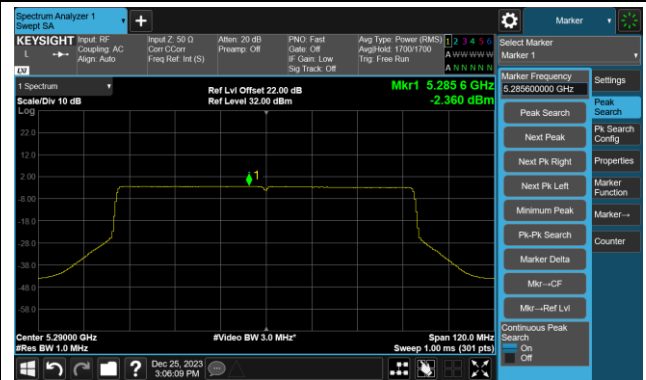 Spectrum Analyzer 1
Swept SA
Marker
KEYSIGHT
L
Input: RF
Coupling: AC
Align: Auto
Input Z: 50 Ω
Corr CCorr
Freq Ref: Int (S)
Atten: 20 dB
Preamp: Off
PNO: Fast
Gate: Off
IF Gain: Low
Sig Track: Off
Avg Type: Power (RMS)
Avg|Hold: 1700/1700
Trig: Free Run
1 2 3 4 5 6
A W W W W W
A N N N N N
Select Marker
Marker 1
1 Spectrum
Scale/Div 10 dB
Log
Ref Lvl Offset 22.00 dB
Ref Level 32.00 dBm
Mkr1 5.285 6 GHz
-2.360 dBm
22.0
12.0
2.00
-8.00
-18.0
-28.0
-38.0
-48.0
-58.0
1
Center 5.29000 GHz
#Res BW 1.0 MHz
#Video BW 3.0 MHz*
Span 120.0 MHz
Sweep 1.00 ms (301 pts)
Marker Frequency
5.285600000 GHz
Peak Search
Next Peak
Next Pk Right
Next Pk Left
Minimum Peak
Pk-Pk Search
Marker Delta
Mkr→CF
Mkr→Ref Lvl
Continuous Peak
Search
On
Off
Settings
Peak
Search
Pk Search
Config
Properties
Marker
Function
Marker→
Counter
?
Dec 25, 2023
3:06:09 PM